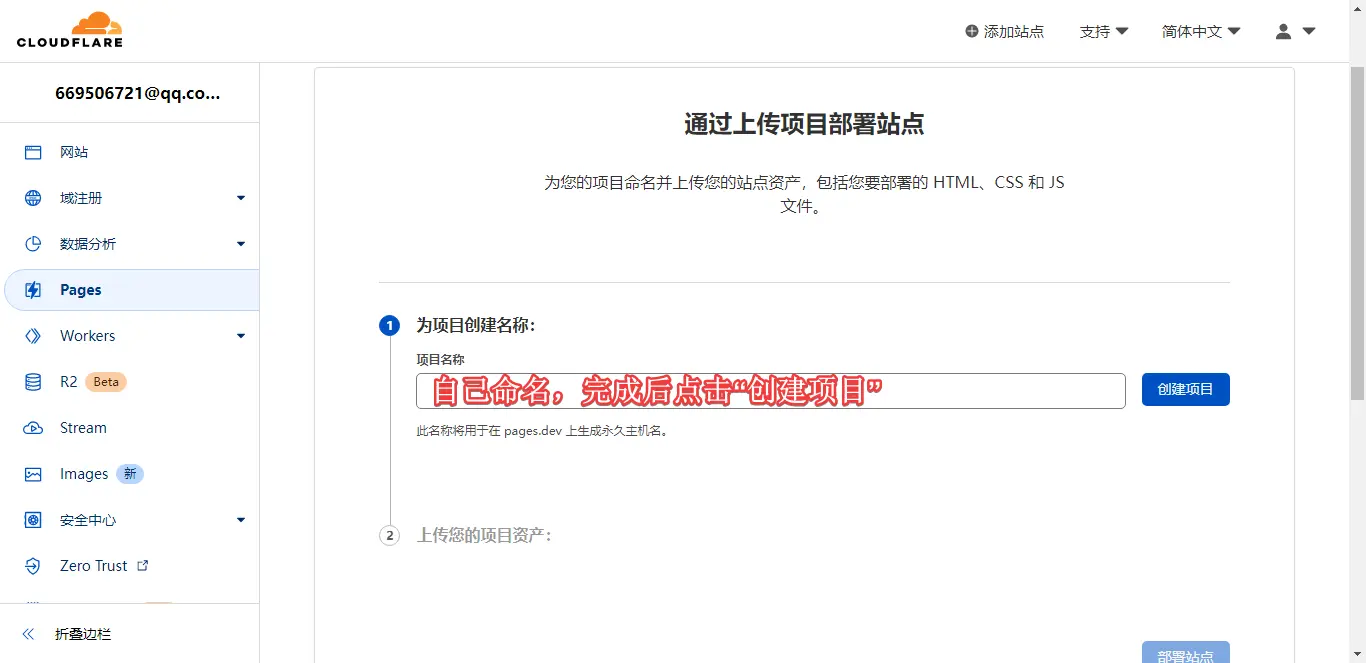 CLOUDFLARE
添加站点
支持
简体中文
669506721@qq.co...
网站
域注册
数据分析
Pages
Workers
R2 Beta
Stream
Images 新
安全中心
Zero Trust
折叠边栏
通过上传项目部署站点
为您的项目命名并上传您的站点资产，包括您要部署的 HTML、CSS 和 JS
文件。
1 为项目创建名称：
项目名称
自己命名，完成后点击“创建项目”
创建项目
此名称将用于在 pages.dev 上生成永久主机名。
2 上传您的项目资产：
部署站点